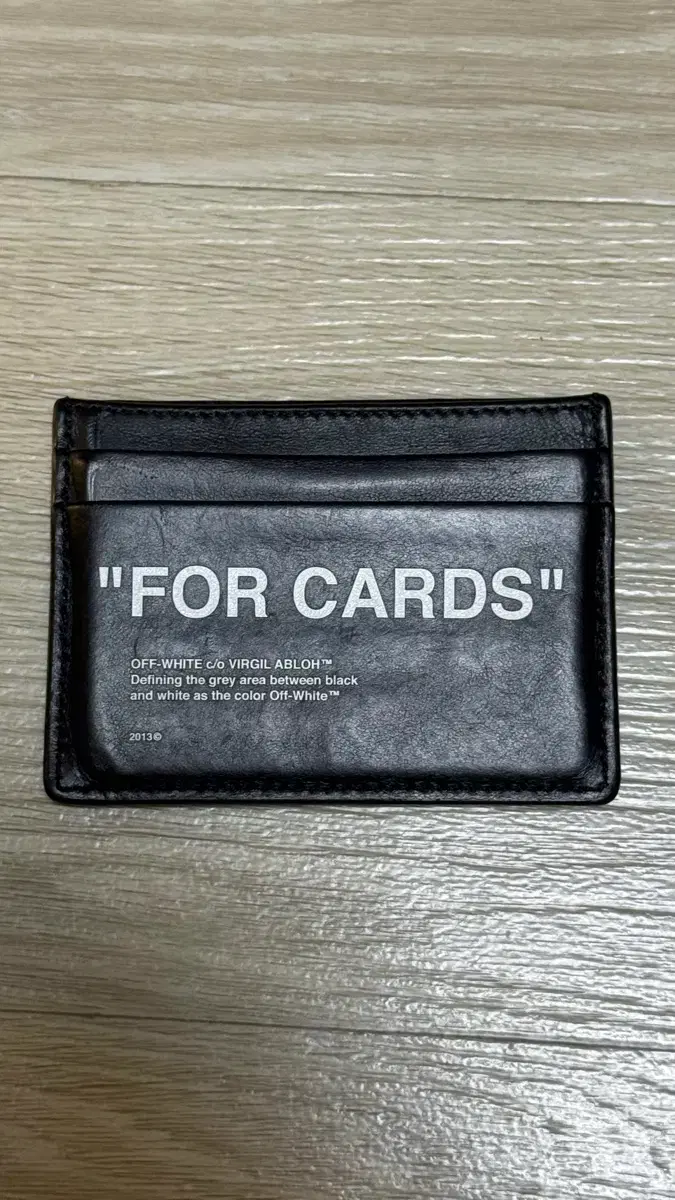 "FOR CARDS"
OFF-WHITE c/o VIRGIL ABLOH™
Defining the grey area between black
and white as the color Off-White™
2013©